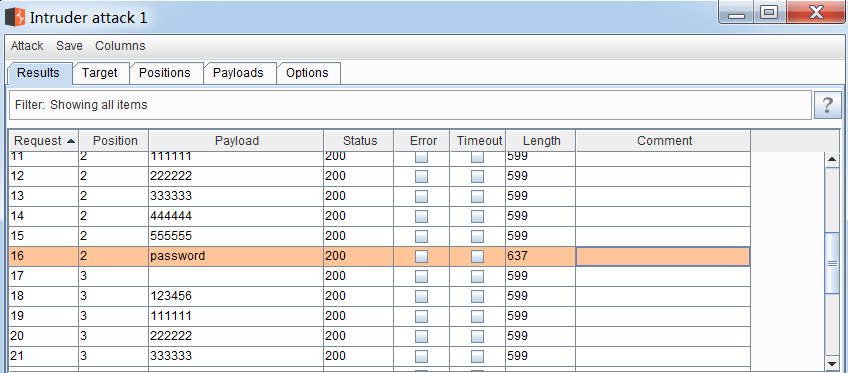 Intruder attack 1
Attack Save Columns
Results Target Positions Payloads Options
Filter: Showing all items ?
Request Position Payload Status Error Timeout Length Comment
11 2 111111 200 599
12 2 222222 200 599
13 2 333333 200 599
14 2 444444 200 599
15 2 555555 200 599
16 2 password 200 637
17 3 200 599
18 3 123456 200 599
19 3 111111 200 599
20 3 222222 200 599
21 3 333333 200 599